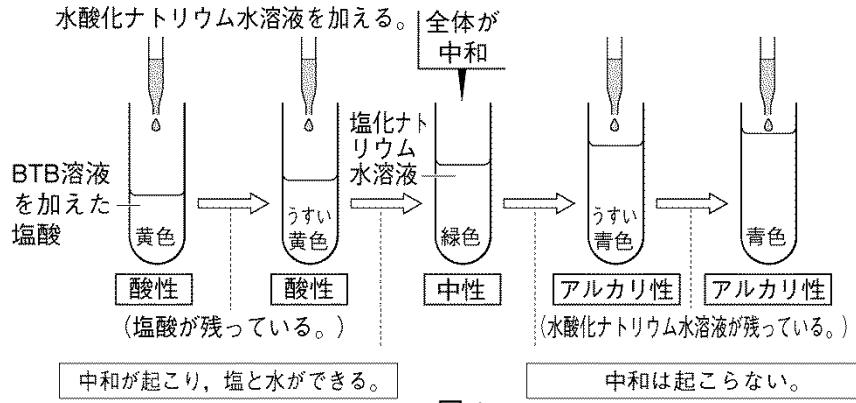 水酸化ナトリウム水溶液を加える。
全体が
中和
塩化ナト
リウム
水溶液
BTB溶液
を加えた
塩酸
黄色
うすい
黄色
緑色
うすい
青色
青色
酸性
酸性
中性
アルカリ性
アルカリ性
(塩酸が残っている。)
(水酸化ナトリウム水溶液が残っている。)
中和が起こり，塩と水ができる。
中和は起こらない。